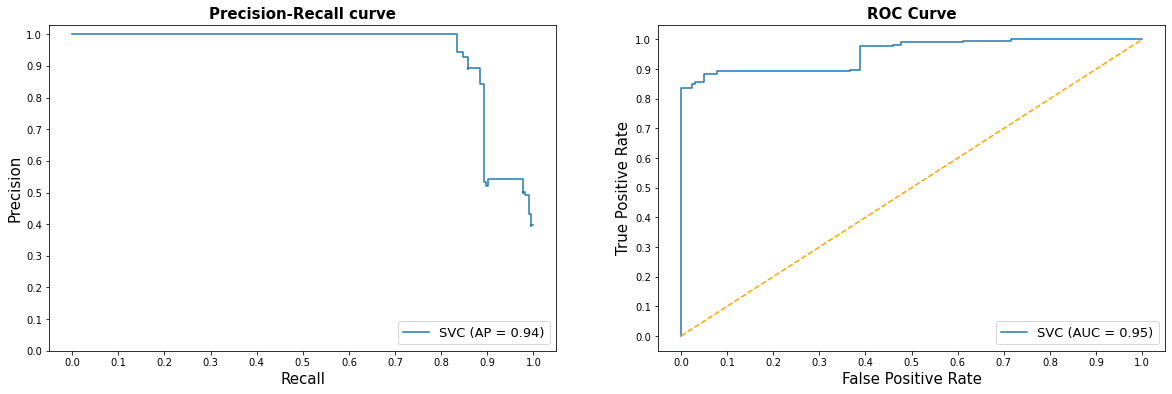 Precision-Recall curve
Precision
1.0
0.9
0.8
0.7
0.6
0.5
0.4
0.3
0.2
0.1
0.0
0.0 0.1 0.2 0.3 0.4 0.5 0.6 0.7 0.8 0.9 1.0
Recall
SVC (AP = 0.94)
ROC Curve
True Positive Rate
1.0
0.9
0.8
0.7
0.6
0.5
0.4
0.3
0.2
0.1
0.0
0.0 0.1 0.2 0.3 0.4 0.5 0.6 0.7 0.8 0.9 1.0
False Positive Rate
SVC (AUC = 0.95)